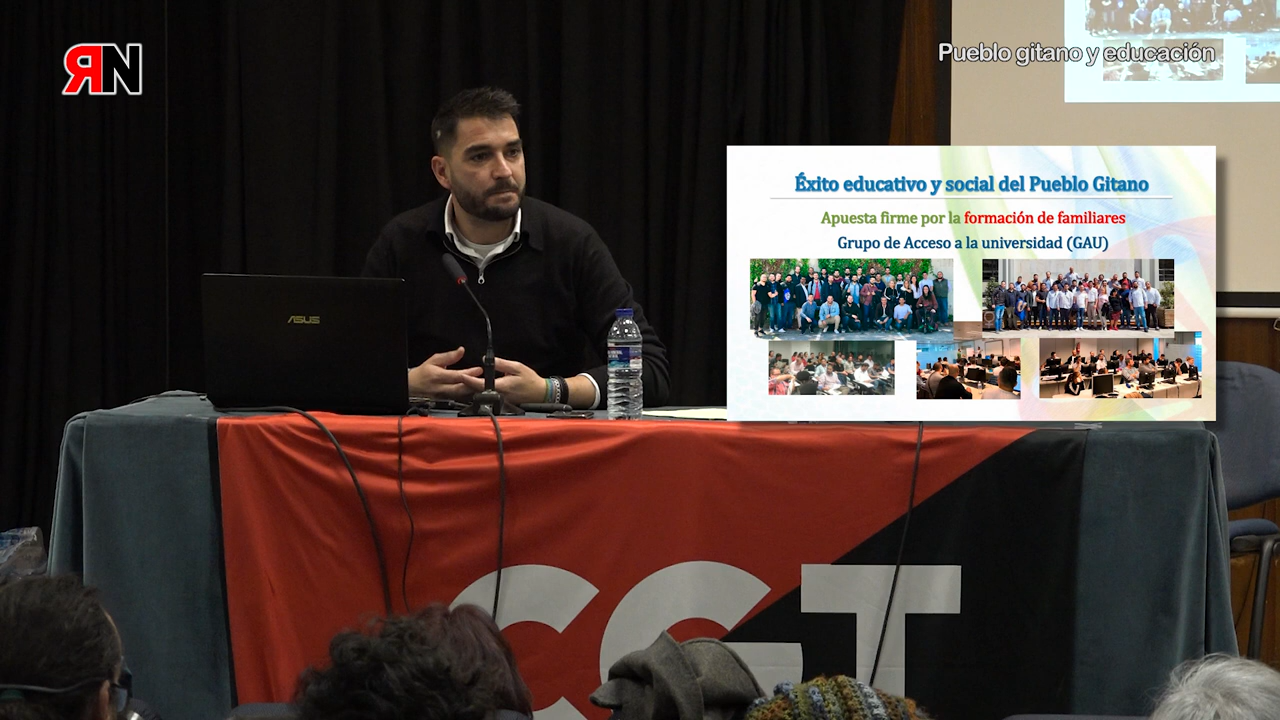 RN
Pueblo gitano y educación
Éxito educativo y social del Pueblo Gitano
Apuesta firme por la formación de familiares
Grupo de Acceso a la universidad (GAU)
ASUS
CGT